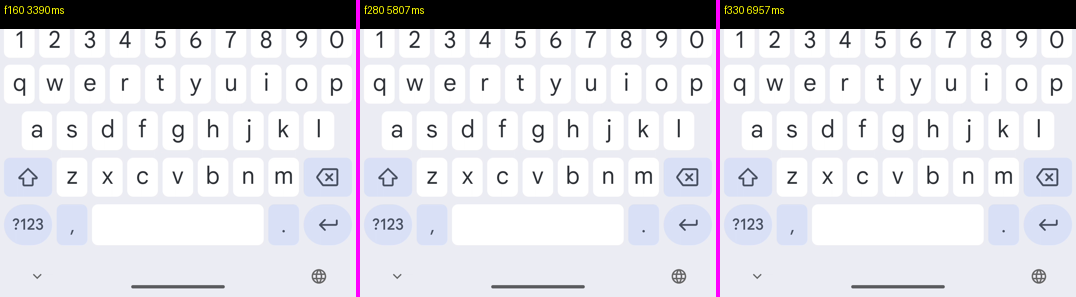 f160 3390ms f280 5807ms f330 6957ms
1 2 3 4 5 6 7 8 9 0 1 2 3 4 5 6 7 8 9 0 1 2 3 4 5 6 7 8 9 0
q w e r t y u i o p q w e r t y u i o p q w e r t y u i o p
a s d f g h j k l a s d f g h j k l a s d f g h j k l
z x c v b n m z x c v b n m z x c v b n m
?123 , . ?123 , . ?123 , .